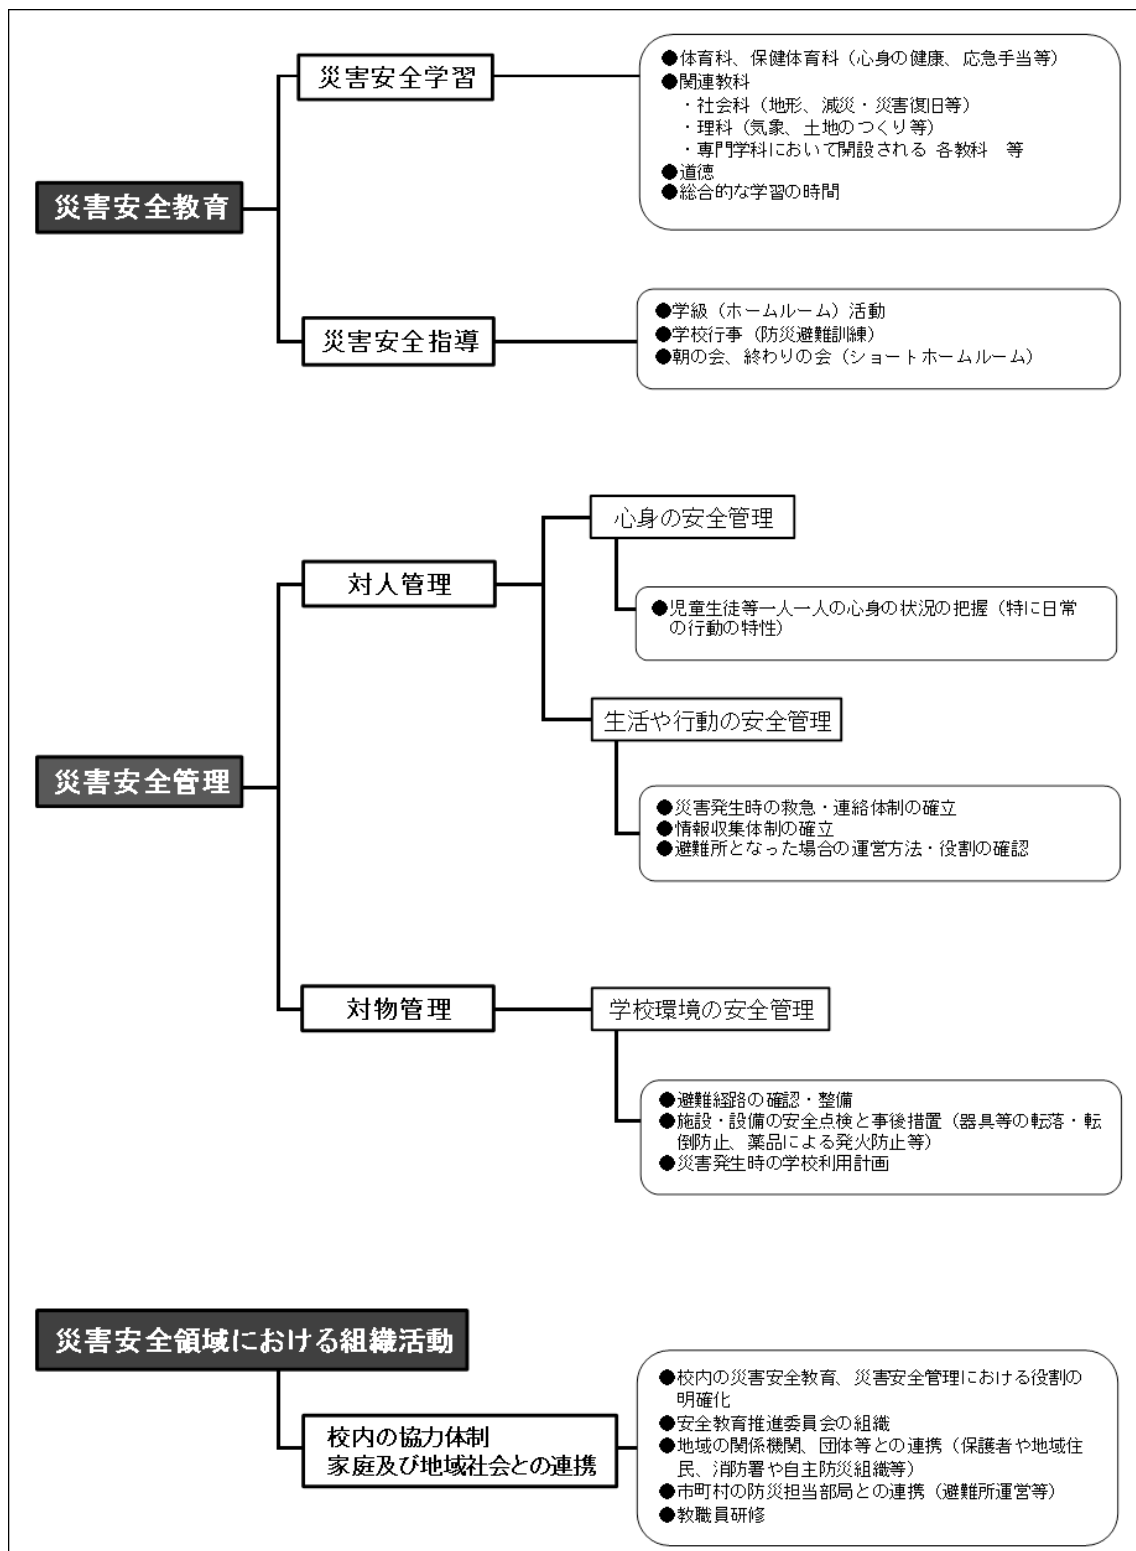 災害安全教育
災害安全学習
●体育科、保健体育科（心身の健康、応急手当等）
●関連教科
・社会科（地形、減災・災害復旧等）
・理科（気象、土地のつくり等）
・専門学科において開設される 各教科　等
●道徳
●総合的な学習の時間
災害安全指導
●学級（ホームルーム）活動
●学校行事（防災避難訓練）
●朝の会、終わりの会（ショートホームルーム）
災害安全管理
対人管理
心身の安全管理
●児童生徒等一人一人の心身の状況の把握（特に日常
の行動の特性）
生活や行動の安全管理
●災害発生時の救急・連絡体制の確立
●情報収集体制の確立
●避難所となった場合の運営方法・役割の確認
対物管理
学校環境の安全管理
●避難経路の確認・整備
●施設・設備の安全点検と事後措置（器具等の転落・転
倒防止、薬品による発火防止等）
●災害発生時の学校利用計画
災害安全領域における組織活動
校内の協力体制
家庭及び地域社会との連携
●校内の災害安全教育、災害安全管理における役割の
明確化
●安全教育推進委員会の組織
●地域の関係機関、団体等との連携（保護者や地域住
民、消防署や自主防災組織等）
●市町村の防災担当部局との連携（避難所運営等）
●教職員研修